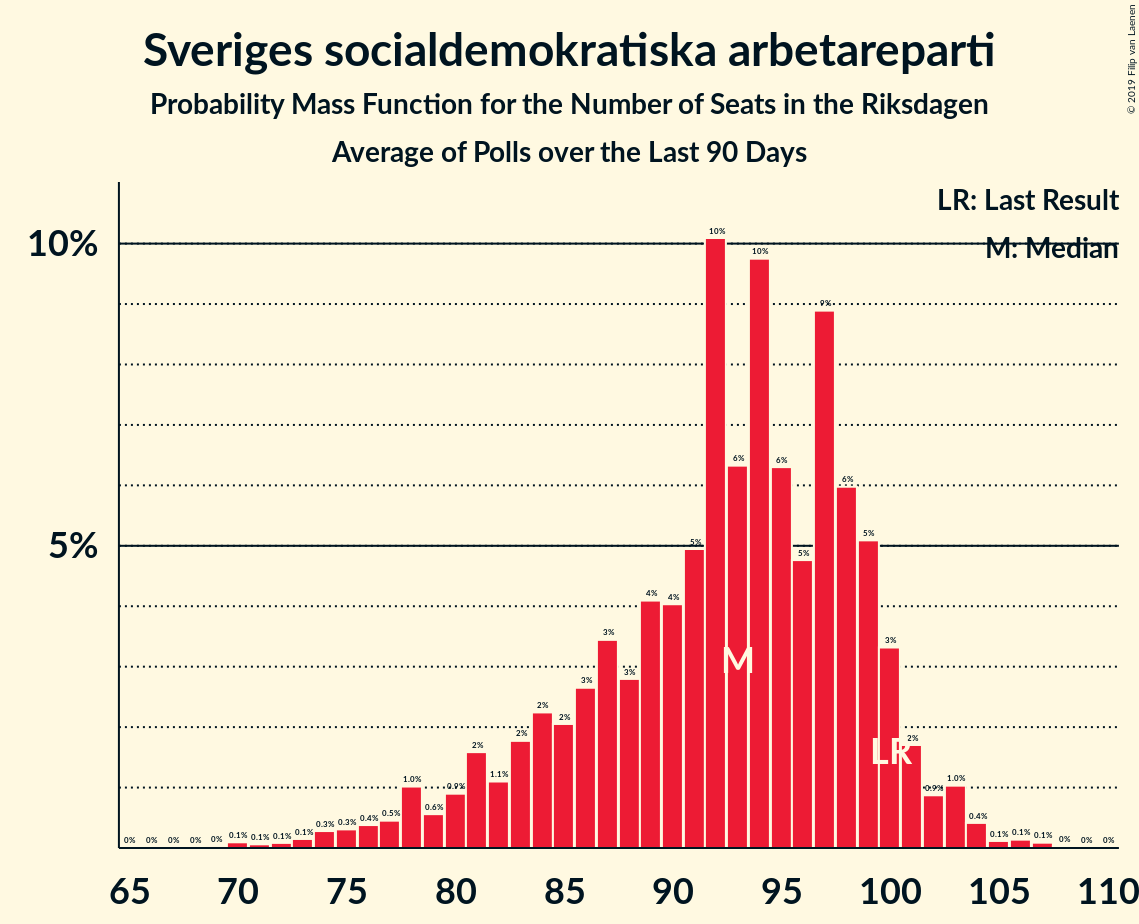 Sveriges socialdemokratiska arbetareparti
Probability Mass Function for the Number of Seats in the Riksdagen
Average of Polls over the Last 90 Days
© 2019 Filip van Laenen
LR: Last Result
M: Median
10%
5%
0% 0% 0% 0% 0% 0.1% 0.1% 0.1% 0.1% 0.3% 0.3% 0.4% 0.5% 1.0% 0.6% 0.9% 2% 1.1% 2% 2% 2% 3% 3% 3% 4% 4% 5% 10% 6% 10% 6% 5% 9% 6% 5% 3% 2% 0.9% 1.0% 0.4% 0.1% 0.1% 0.1% 0% 0% 0%
M
LR
65 70 75 80 85 90 95 100 105 110